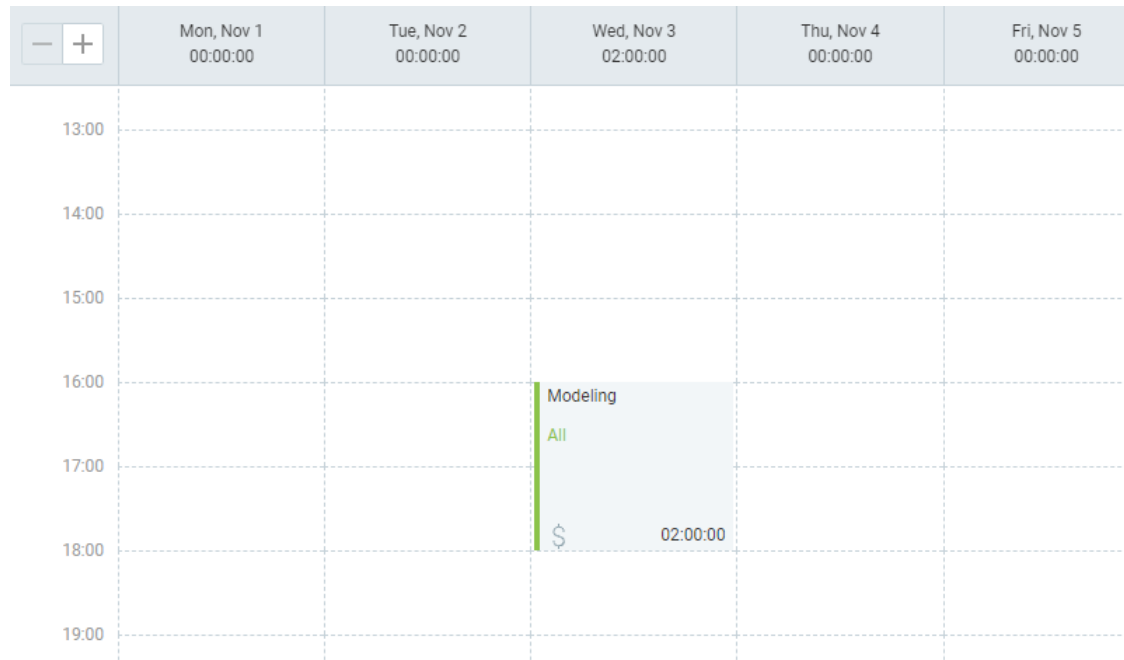 Mon, Nov 1
00:00:00
Tue, Nov 2
00:00:00
Wed, Nov 3
02:00:00
Thu, Nov 4
00:00:00
Fri, Nov 5
00:00:00
13:00
14:00
15:00
16:00
Modeling
All
17:00
$ 02:00:00
18:00
19:00